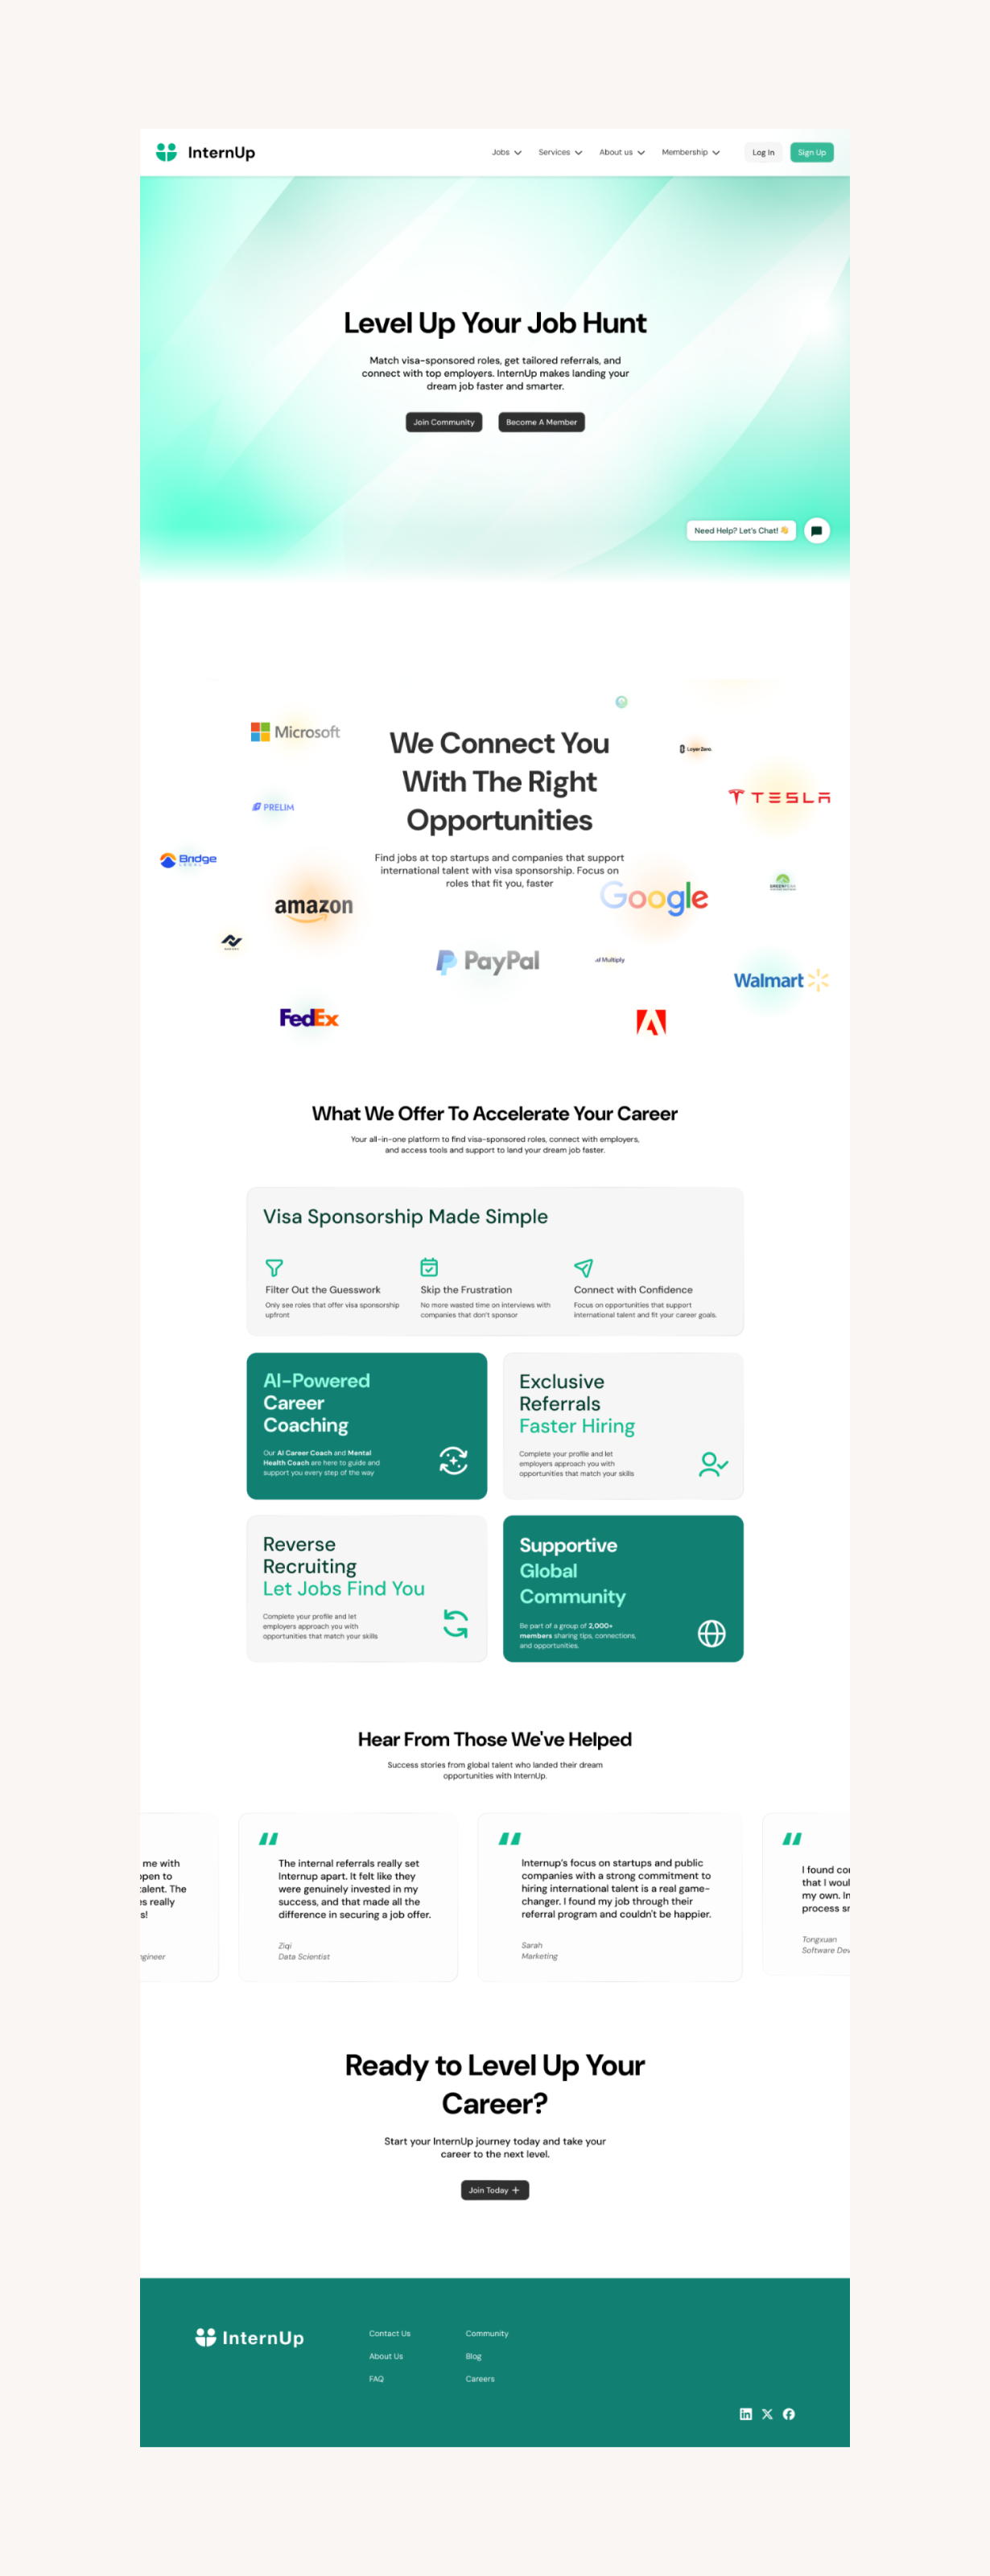 InternUp
Jobs
Services
About us
Membership
Log In
Sign Up
Level Up Your Job Hunt
Match visa-sponsored roles, get tailored referrals, and
connect with top employers. InternUp makes landing your
dream job faster and smarter.
Join Community
Become A Member
Need Help? Let's Chat! 👋
Microsoft
LayerZero
We Connect You
With The Right
Opportunities
TESLA
PRELIM
Bridge
Find jobs at top startups and companies that support
international talent with visa sponsorship. Focus on
roles that fit you, faster
amazon
Google
PayPal
Multiply
Walmart
FedEx
What We Offer To Accelerate Your Career
Your all-in-one platform to find visa-sponsored roles, connect with employers,
and access tools and support to land your dream job faster.
Visa Sponsorship Made Simple
Filter Out the Guesswork
Only see roles that offer visa sponsorship
upfront
Skip the Frustration
No more wasted time on interviews with
companies that don't sponsor
Connect with Confidence
Focus on opportunities that support
international talent and fit your career goals.
AI-Powered
Career
Coaching
Our AI Career Coach and Mental
Health Coach are here to guide and
support you every step of the way
Exclusive
Referrals
Faster Hiring
Complete your profile and let
employers approach you with
opportunities that match your skills
Reverse
Recruiting
Let Jobs Find You
Complete your profile and let
employers approach you with
opportunities that match your skills
Supportive
Global
Community
Be part of a group of 2,000+
members sharing tips, connections,
and opportunities.
Hear From Those We've Helped
Success stories from global talent who landed their dream
opportunities with InternUp.
me with
pen to
talent. The
s really
s!
ngineer
The internal referrals really set
Internup apart. It felt like they
were genuinely invested in my
success, and that made all the
difference in securing a job offer.
Ziqi
Data Scientist
Internup's focus on startups and public
companies with a strong commitment to
hiring international talent is a real game-
changer. I found my job through their
referral program and couldn't be happier.
Sarah
Marketing
I found co
that I woul
my own. In
process s
Tongxuan
Software Dev
Ready to Level Up Your
Career?
Start your InternUp journey today and take your
career to the next level.
Join Today +
InternUp
Contact Us
About Us
FAQ
Community
Blog
Careers